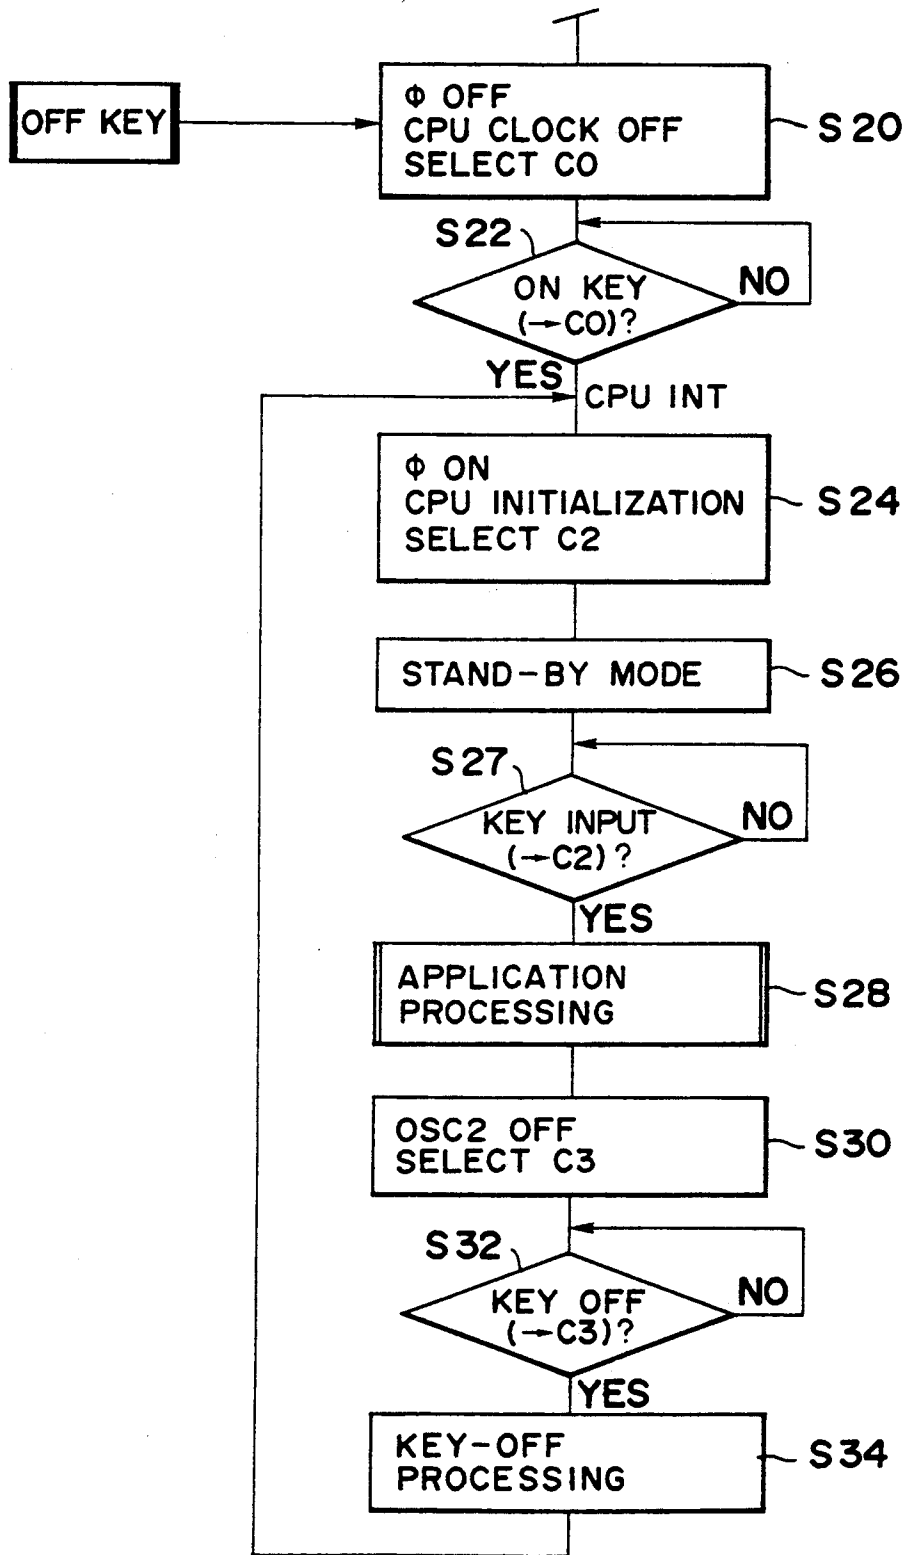 OFF KEY
Φ OFF
CPU CLOCK OFF
SELECT C0
S20
S22
ON KEY
(→C0)?
NO
YES
CPU INT
Φ ON
CPU INITIALIZATION
SELECT C2
S24
STAND-BY MODE
S26
S27
KEY INPUT
(→C2)?
NO
YES
APPLICATION
PROCESSING
S28
OSC2 OFF
SELECT C3
S30
S32
KEY OFF
(→C3)?
NO
YES
KEY-OFF
PROCESSING
S34